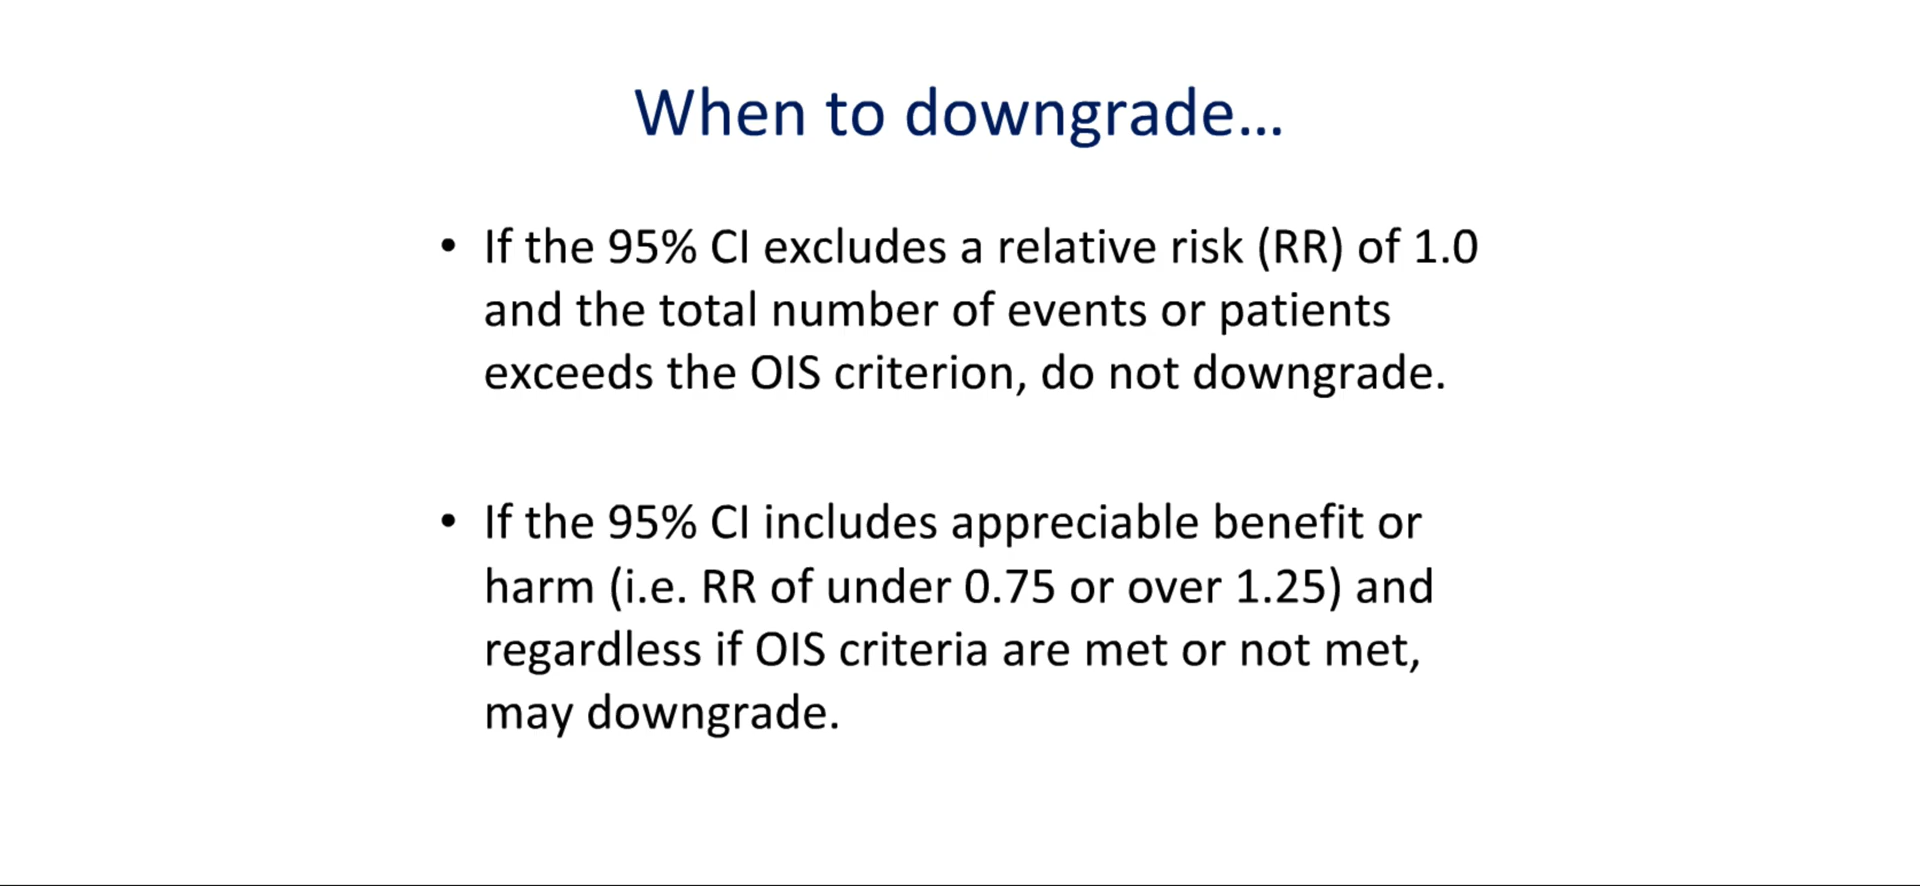 When to downgrade...
• If the 95% CI excludes a relative risk (RR) of 1.0
and the total number of events or patients
exceeds the OIS criterion, do not downgrade.
• If the 95% CI includes appreciable benefit or
harm (i.e. RR of under 0.75 or over 1.25) and
regardless if OIS criteria are met or not met,
may downgrade.